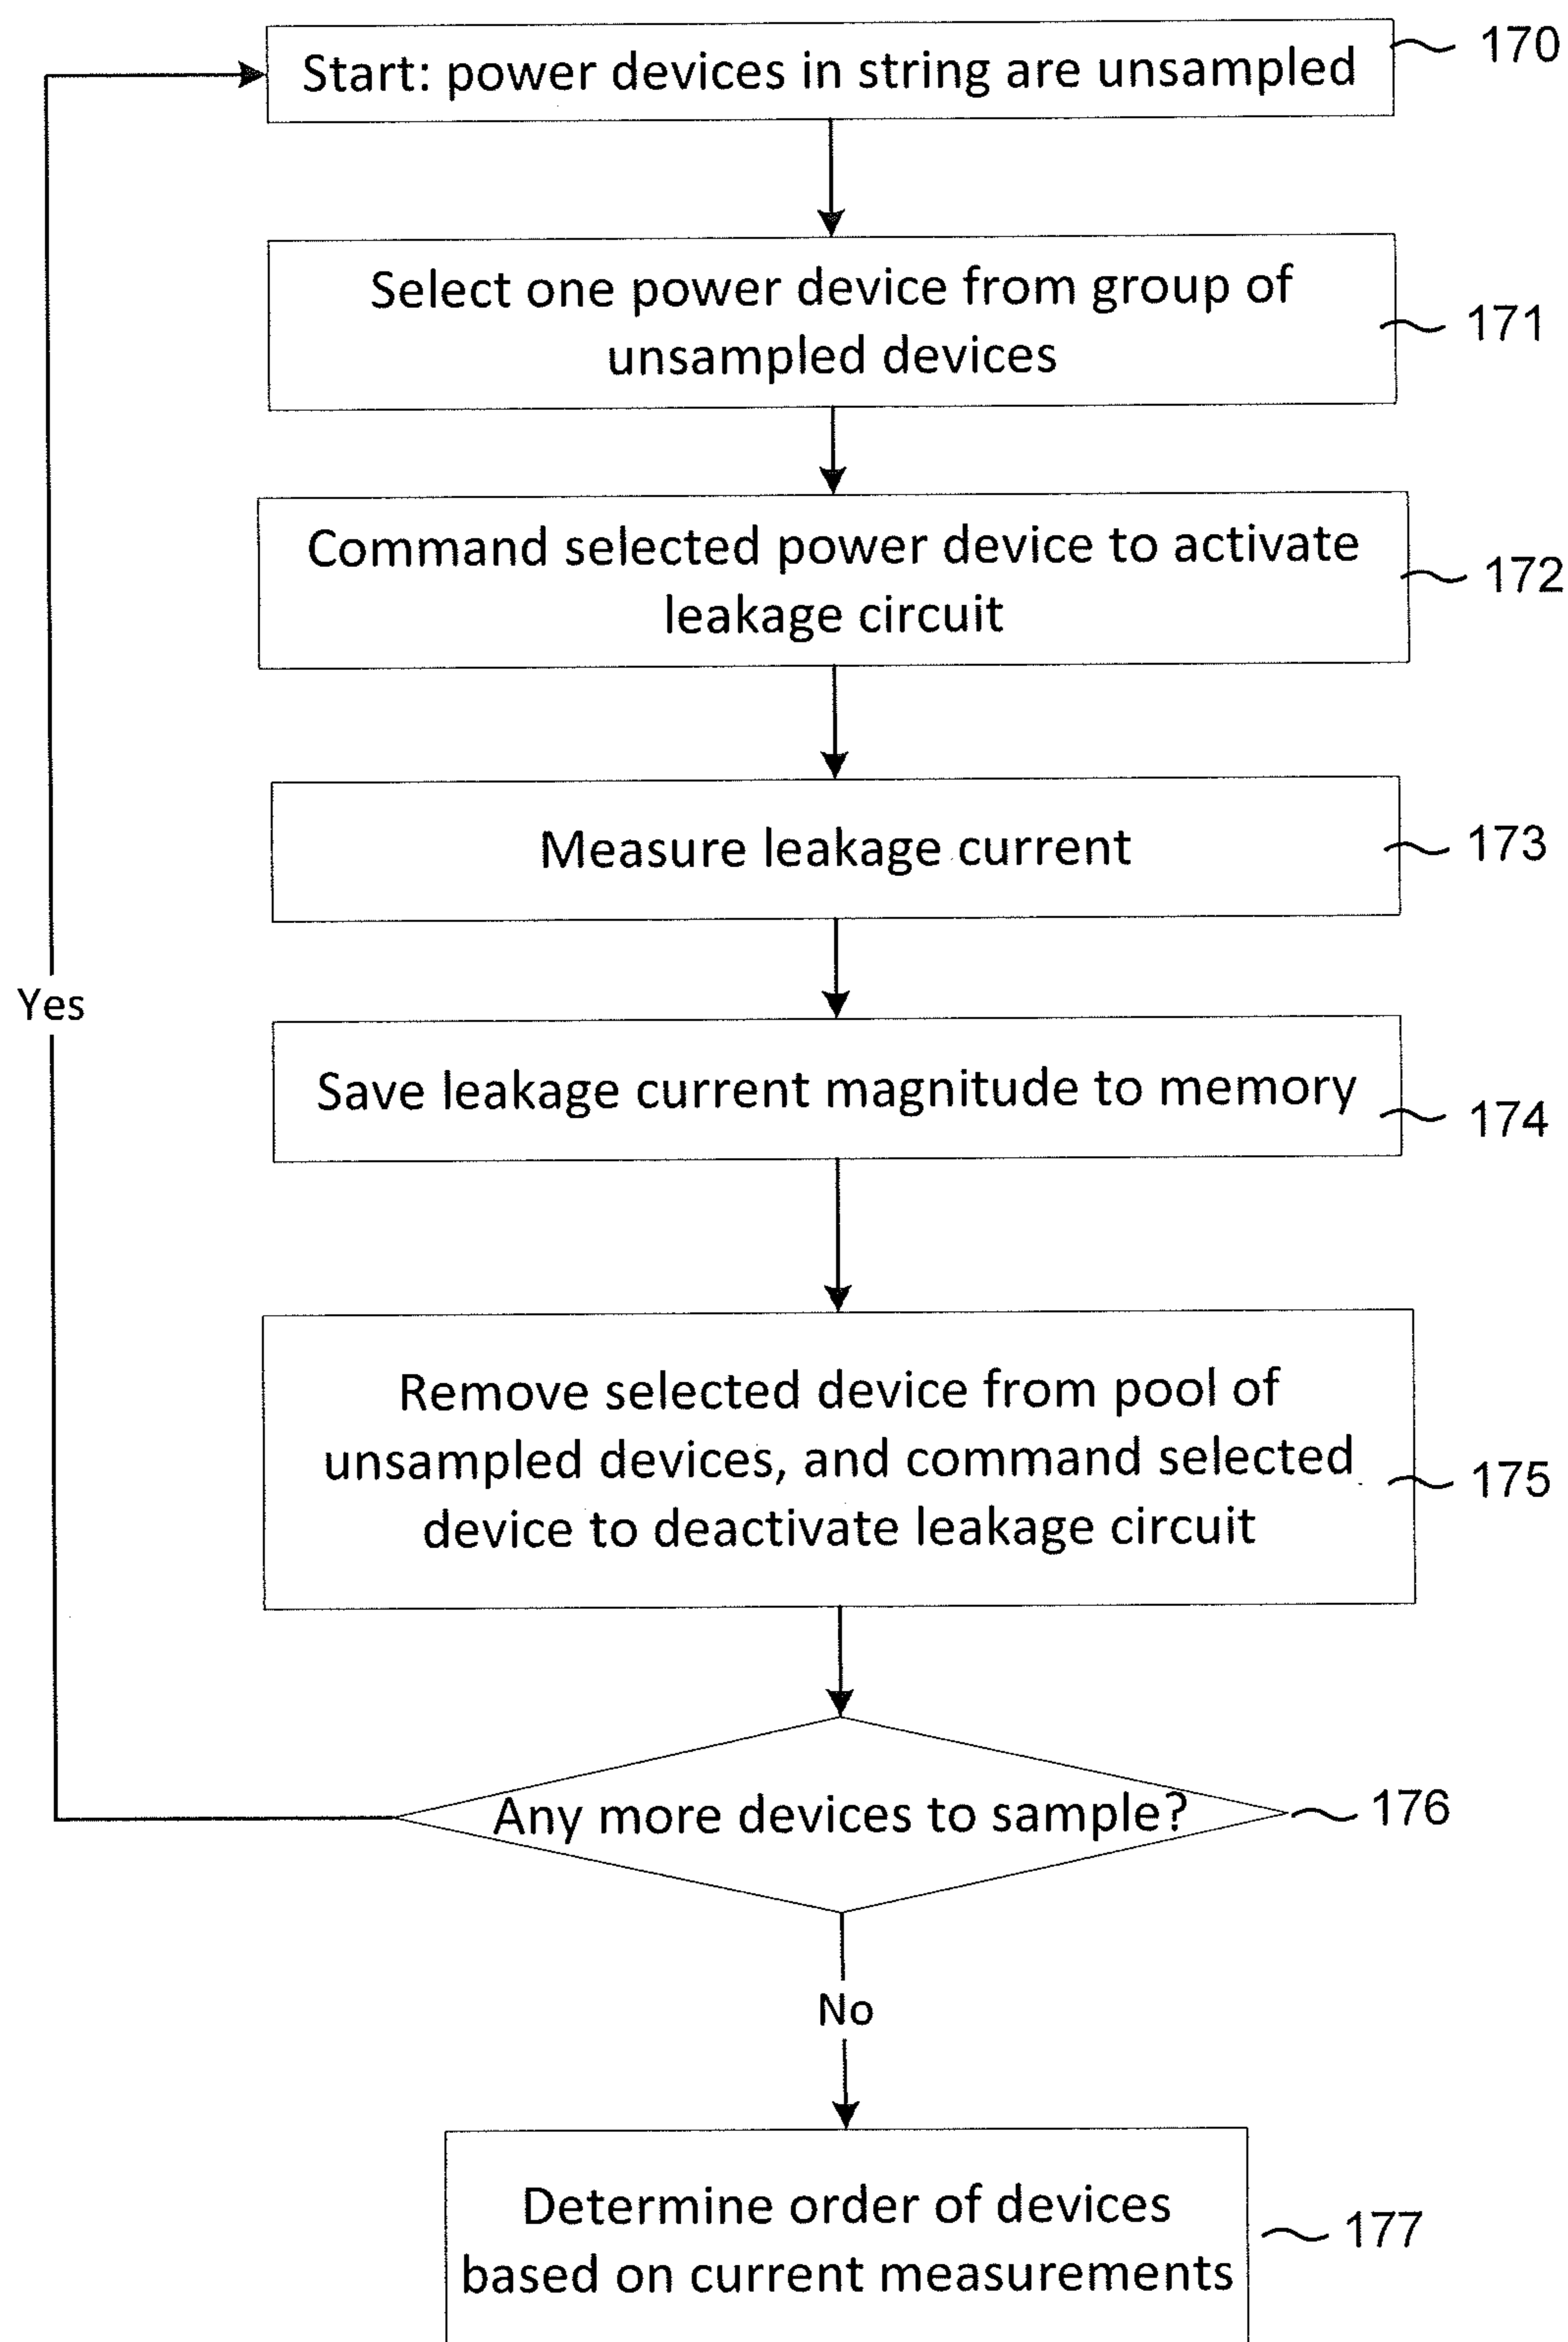 Start: power devices in string are unsampled
170
Select one power device from group of
unsampled devices
171
Command selected power device to activate
leakage circuit
172
Measure leakage current
173
Yes
Save leakage current magnitude to memory
174
Remove selected device from pool of
unsampled devices, and command selected
device to deactivate leakage circuit
175
Any more devices to sample?
176
No
Determine order of devices
based on current measurements
177